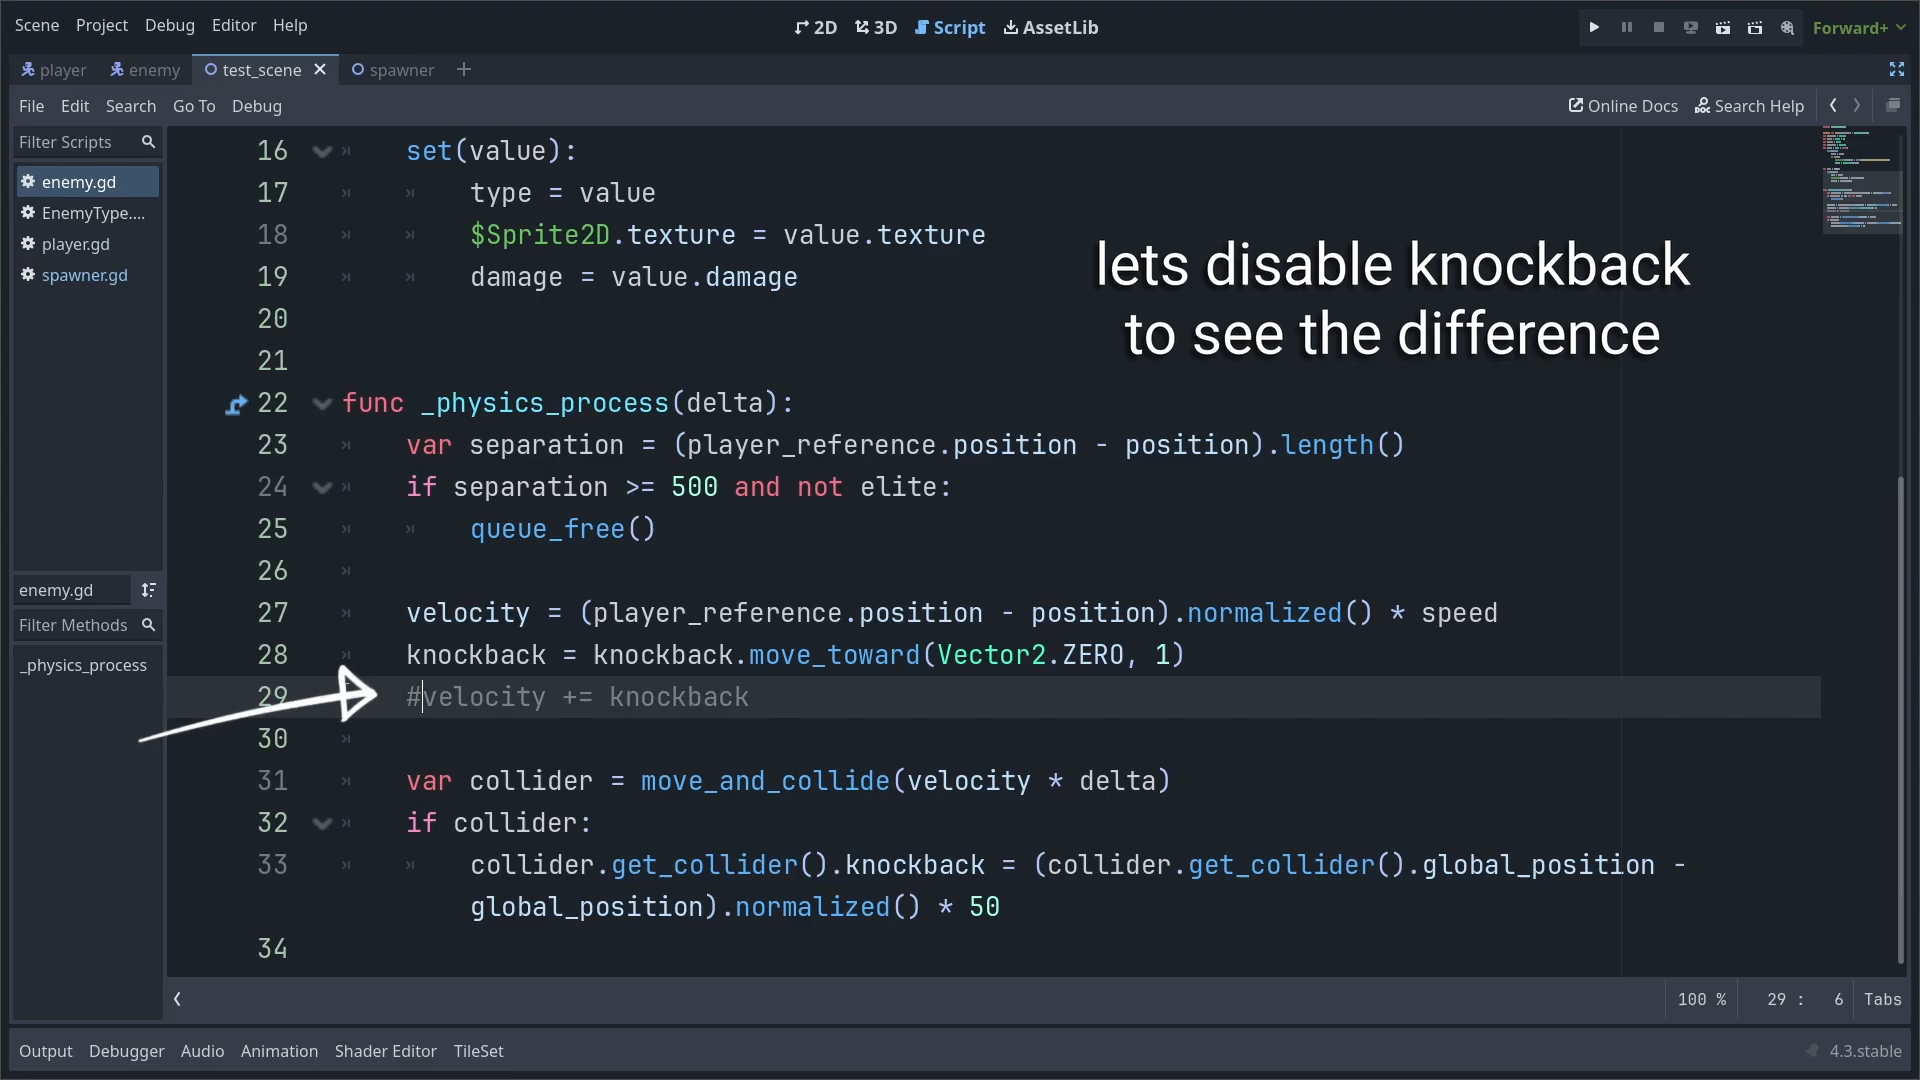 Scene Project Debug Editor Help
2D 3D Script AssetLib
Forward+
player enemy test_scene spawner
File Edit Search Go To Debug
Online Docs Search Help
Filter Scripts
enemy.gd
EnemyType....
player.gd
spawner.gd
enemy.gd
Filter Methods
_physics_process
16 set(value):
17 type = value
18 $Sprite2D.texture = value.texture
19 damage = value.damage
20
21
22 func _physics_process(delta):
23 var separation = (player_reference.position - position).length()
24 if separation >= 500 and not elite:
25 queue_free()
26
27 velocity = (player_reference.position - position).normalized() * speed
28 knockback = knockback.move_toward(Vector2.ZERO, 1)
29 #velocity += knockback
30
31 var collider = move_and_collide(velocity * delta)
32 if collider:
33 collider.get_collider().knockback = (collider.get_collider().global_position -
global_position).normalized() * 50
34
lets disable knockback
to see the difference
100 % 29 : 6 Tabs
Output Debugger Audio Animation Shader Editor TileSet
4.3.stable